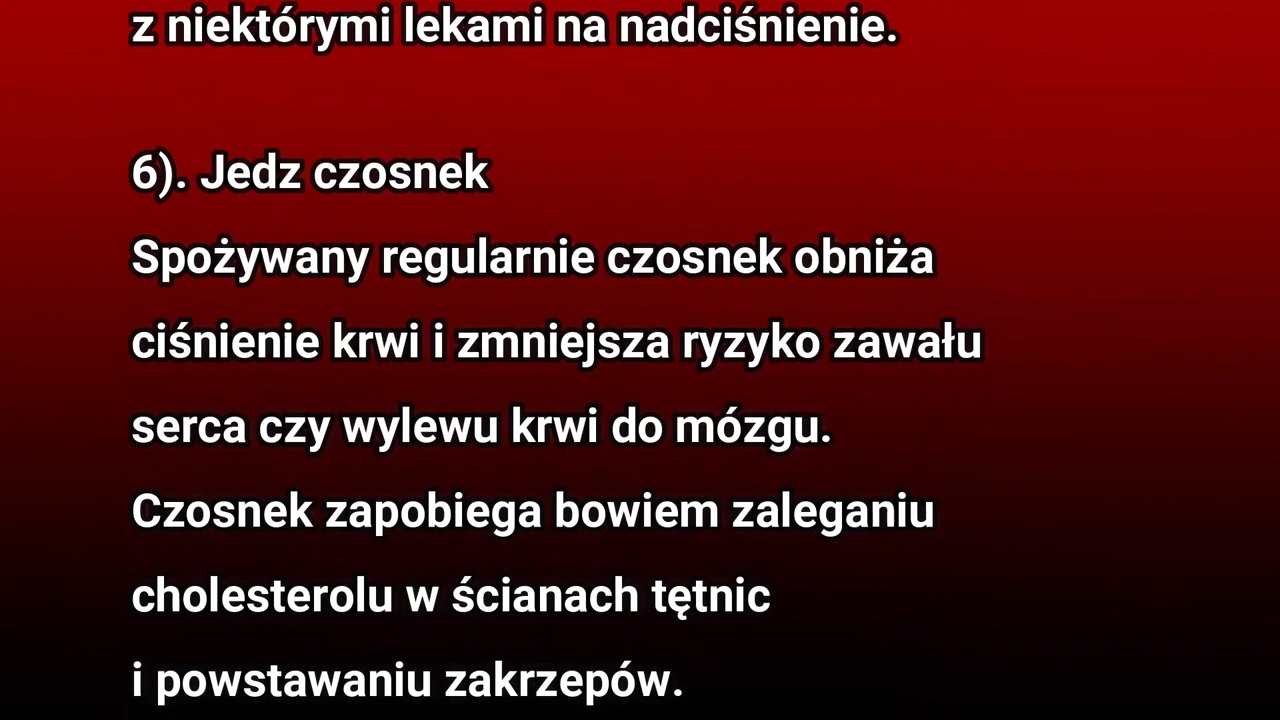 z niektórymi lekami na nadciśnienie.
6). Jedz czosnek
Spożywany regularnie czosnek obniża
ciśnienie krwi i zmniejsza ryzyko zawału
serca czy wylewu krwi do mózgu.
Czosnek zapobiega bowiem zaleganiu
cholesterolu w ścianach tętnic
i powstawaniu zakrzepów.